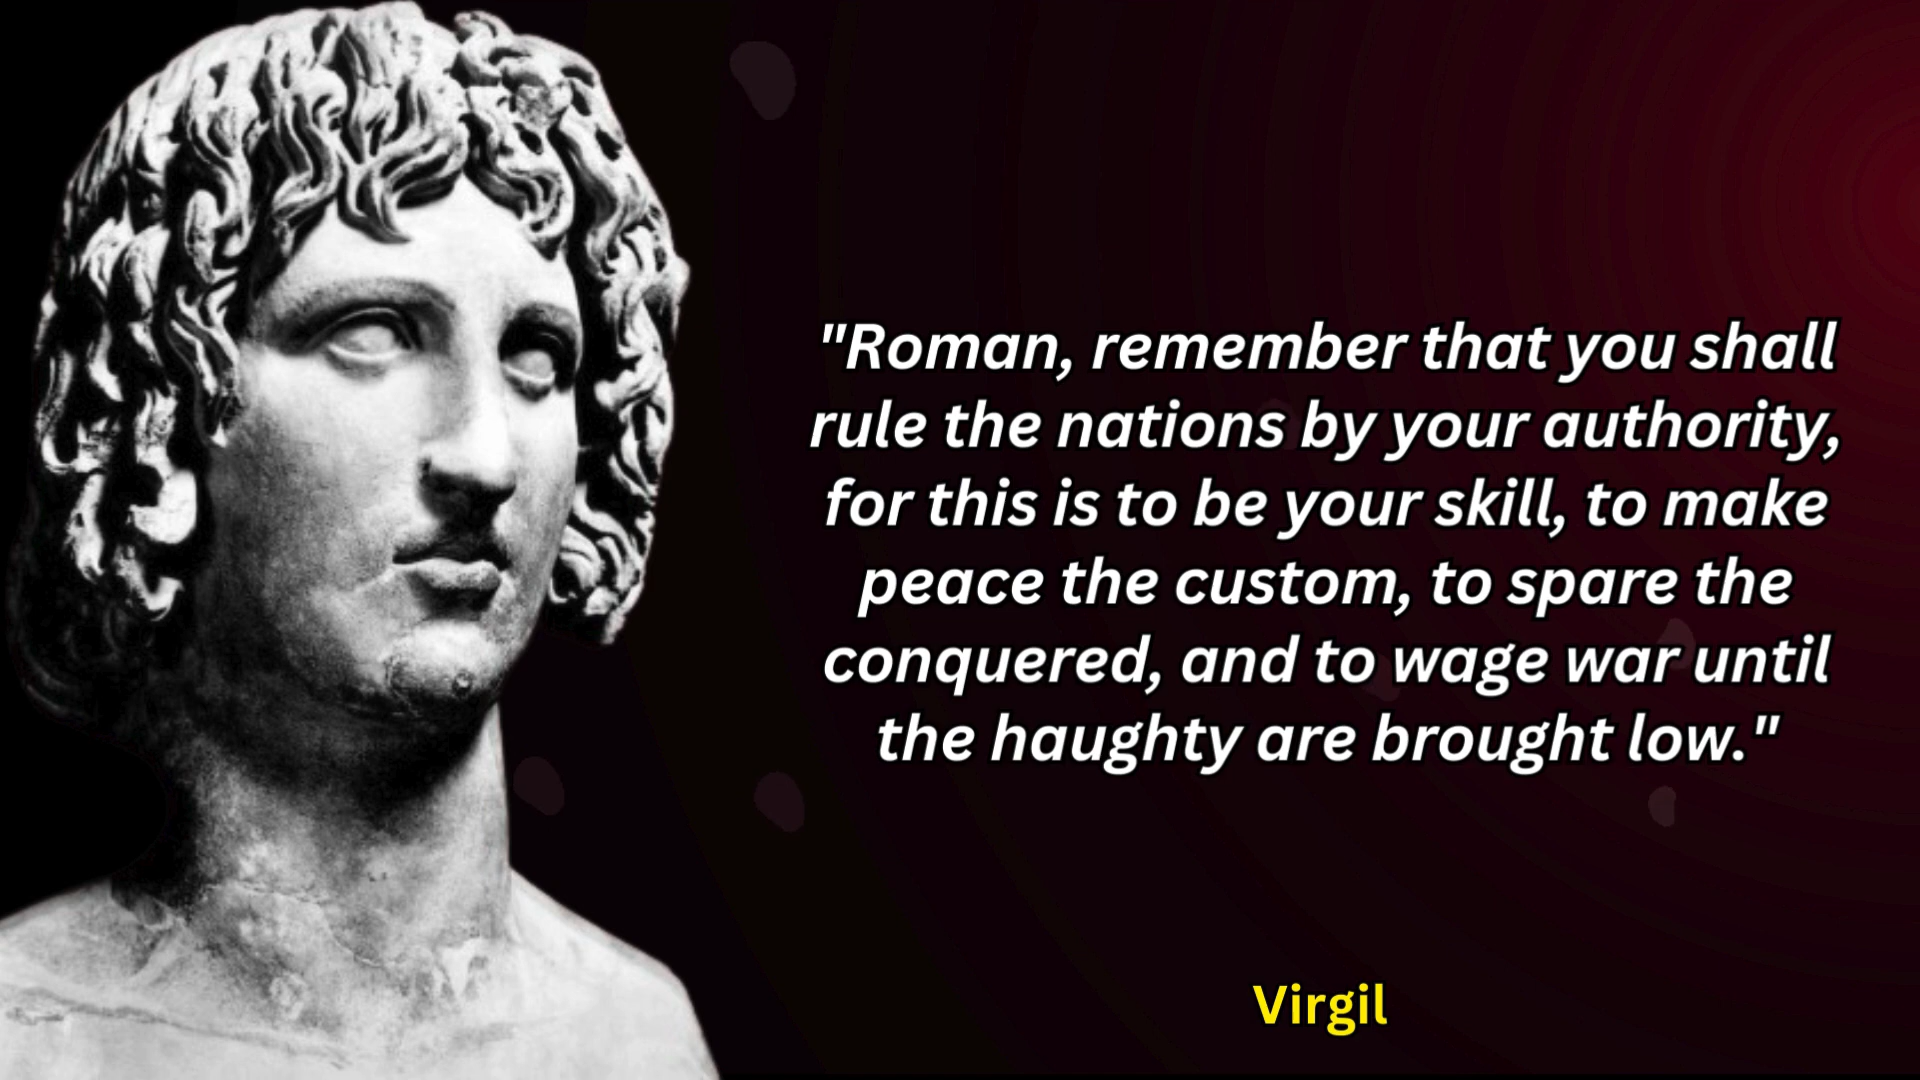 "Roman, remember that you shall
rule the nations by your authority,
for this is to be your skill, to make
peace the custom, to spare the
conquered, and to wage war until
the haughty are brought low."
Virgil